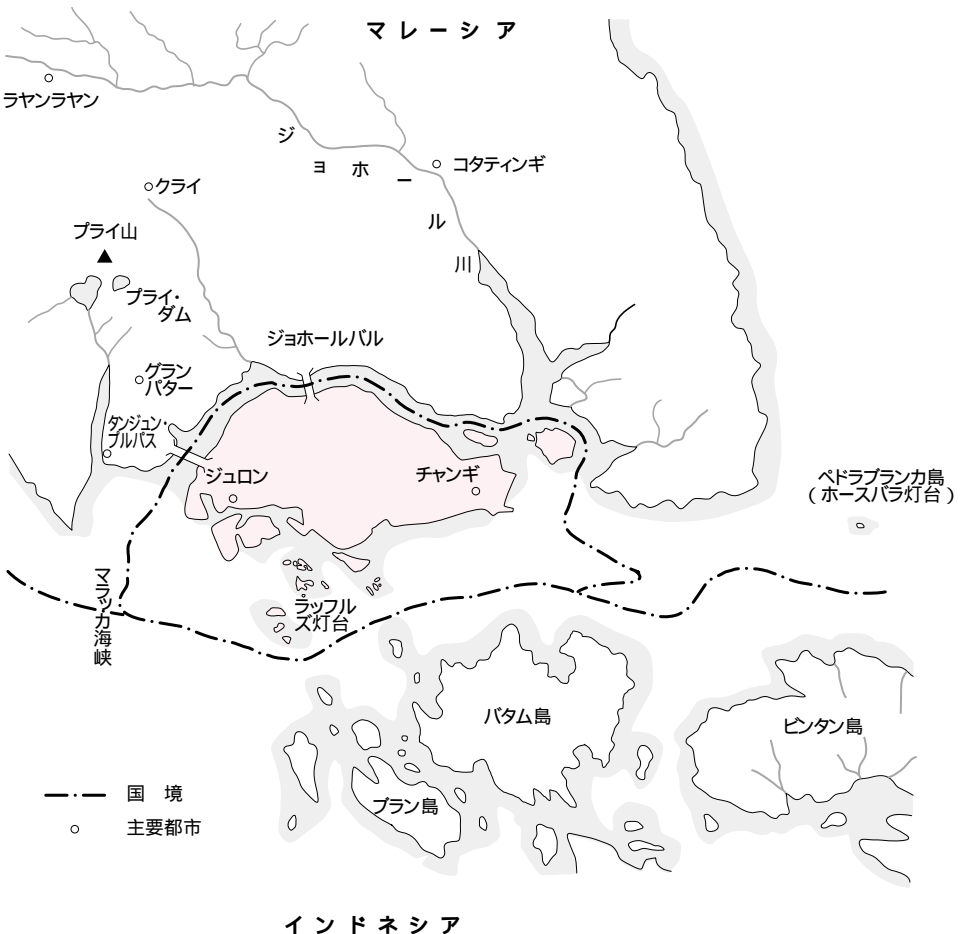 マレーシア
ラヤンラヤン
ジョホール川
コタティンギ
クライ
プライ山
プライ・
ダム
ジョホールバル
グラン
パター
タンジュン・
プルパス
ジュロン
チャンギ
ペドラブランカ島
(ホースバラ灯台)
マラッカ海峡
ラッフル
ズ灯台
バタム島
ビンタン島
ブラン島
国境
主要都市
インドネシア